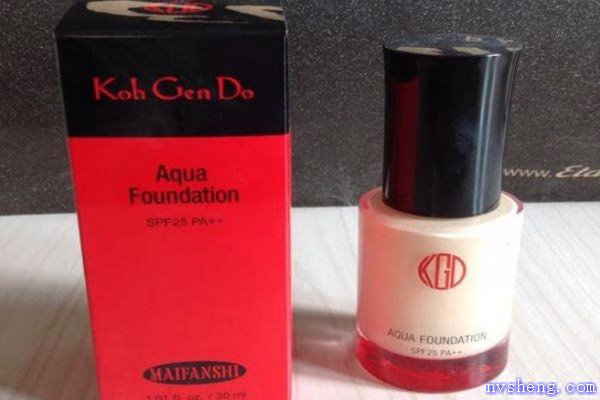 KGD
Koh Gen Do
Aqua
Foundation
SPF25 PA++
MAIFANSHI
1.01 fl. oz. / 30 ml
KGD
AQUA FOUNDATION
SPF25 PA++
nvsheng.com